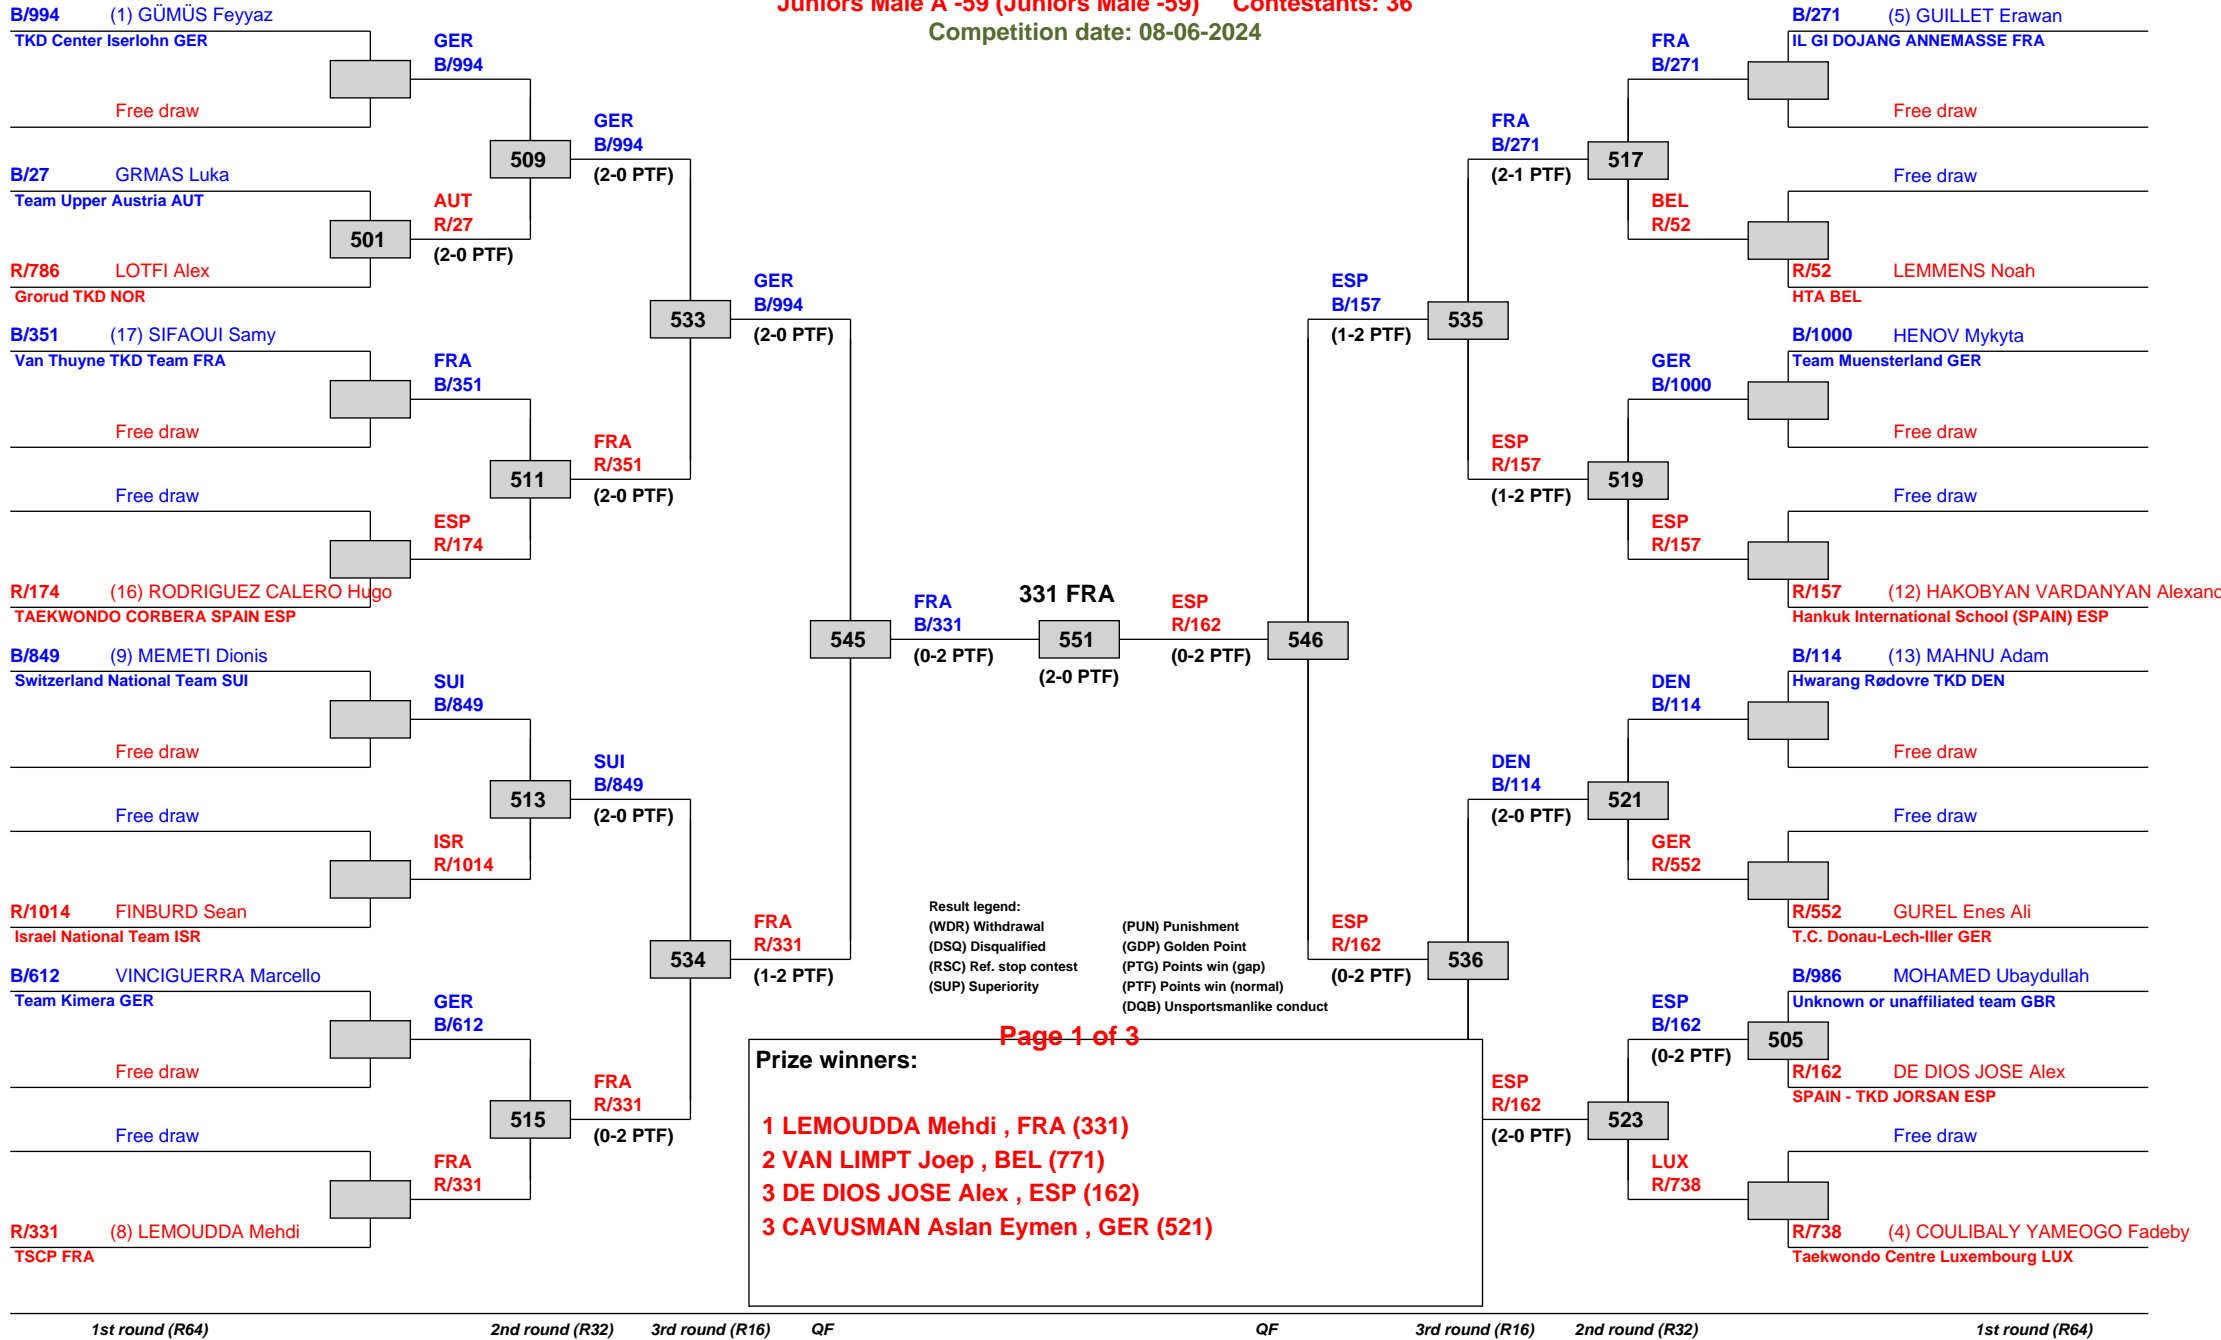 Juniors Male A -59 (Juniors Male -59) Contestants: 36
Competition date: 08-06-2024
B/994 (1) GÜMÜS Feyyaz
TKD Center Iserlohn GER
Free draw
GER
B/994
B/27 GRMAS Luka
Team Upper Austria AUT
501
R/786 LOTFI Alex
Grorud TKD NOR
AUT
R/27
(2-0 PTF)
509
GER
B/994
(2-0 PTF)
B/351 (17) SIFAOUI Samy
Van Thuyne TKD Team FRA
Free draw
FRA
B/351
Free draw
R/174 (16) RODRIGUEZ CALERO Hugo
TAEKWONDO CORBERA SPAIN ESP
ESP
R/174
511
FRA
R/351
(2-0 PTF)
533
GER
B/994
(2-0 PTF)
B/849 (9) MEMETI Dionis
Switzerland National Team SUI
Free draw
SUI
B/849
Free draw
R/1014 FINBURD Sean
Israel National Team ISR
ISR
R/1014
513
SUI
B/849
(2-0 PTF)
B/612 VINCIGUERRA Marcello
Team Kimera GER
Free draw
GER
B/612
Free draw
R/331 (8) LEMOUDDA Mehdi
TSCP FRA
FRA
R/331
515
FRA
R/331
(0-2 PTF)
534
FRA
R/331
(1-2 PTF)
545
FRA
B/331
(0-2 PTF)
331 FRA
551
(2-0 PTF)
ESP
R/162
(0-2 PTF)
546
ESP
B/157
(1-2 PTF)
535
FRA
B/271
(2-1 PTF)
517
FRA
B/271
B/271 (5) GUILLET Erawan
IL GI DOJANG ANNEMASSE FRA
Free draw
Free draw
BEL
R/52
R/52 LEMMENS Noah
HTA BEL
ESP
R/157
(1-2 PTF)
519
GER
B/1000
B/1000 HENOV Mykyta
Team Muensterland GER
Free draw
Free draw
ESP
R/157
R/157 (12) HAKOBYAN VARDANYAN Alexanc
Hankuk International School (SPAIN) ESP
ESP
R/162
(0-2 PTF)
536
DEN
B/114
(2-0 PTF)
521
DEN
B/114
B/114 (13) MAHNU Adam
Hwarang Rødovre TKD DEN
Free draw
Free draw
GER
R/552
R/552 GUREL Enes Ali
T.C. Donau-Lech-Iller GER
ESP
R/162
(2-0 PTF)
523
ESP
B/162
(0-2 PTF)
505
B/986 MOHAMED Ubaydullah
Unknown or unaffiliated team GBR
R/162 DE DIOS JOSE Alex
SPAIN - TKD JORSAN ESP
Free draw
LUX
R/738
R/738 (4) COULIBALY YAMEOGO Fadeby
Taekwondo Centre Luxembourg LUX
Result legend:
(WDR) Withdrawal (PUN) Punishment
(DSQ) Disqualified (GDP) Golden Point
(RSC) Ref. stop contest (PTG) Points win (gap)
(SUP) Superiority (PTF) Points win (normal)
(DQB) Unsportsmanlike conduct
Page 1 of 3
Prize winners:
1 LEMOUDDA Mehdi , FRA (331)
2 VAN LIMPT Joep , BEL (771)
3 DE DIOS JOSE Alex , ESP (162)
3 CAVUSMAN Aslan Eymen , GER (521)
1st round (R64) 2nd round (R32) 3rd round (R16) QF QF 3rd round (R16) 2nd round (R32) 1st round (R64)